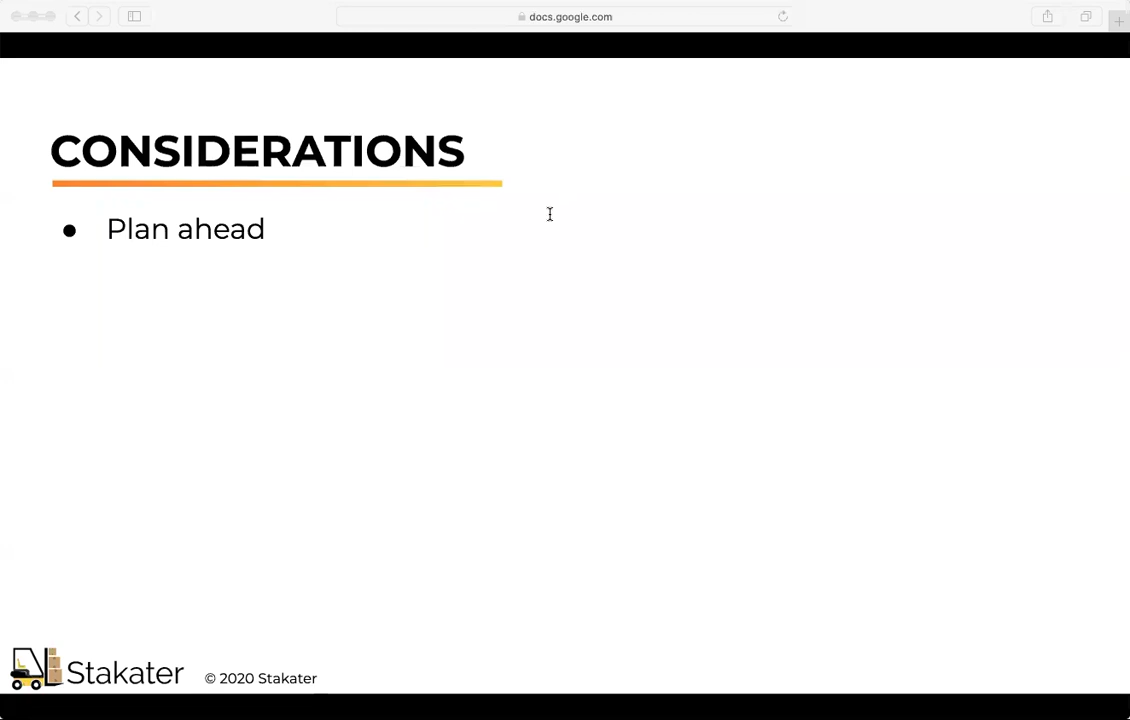 docs.google.com
CONSIDERATIONS
● Plan ahead
Stakater © 2020 Stakater